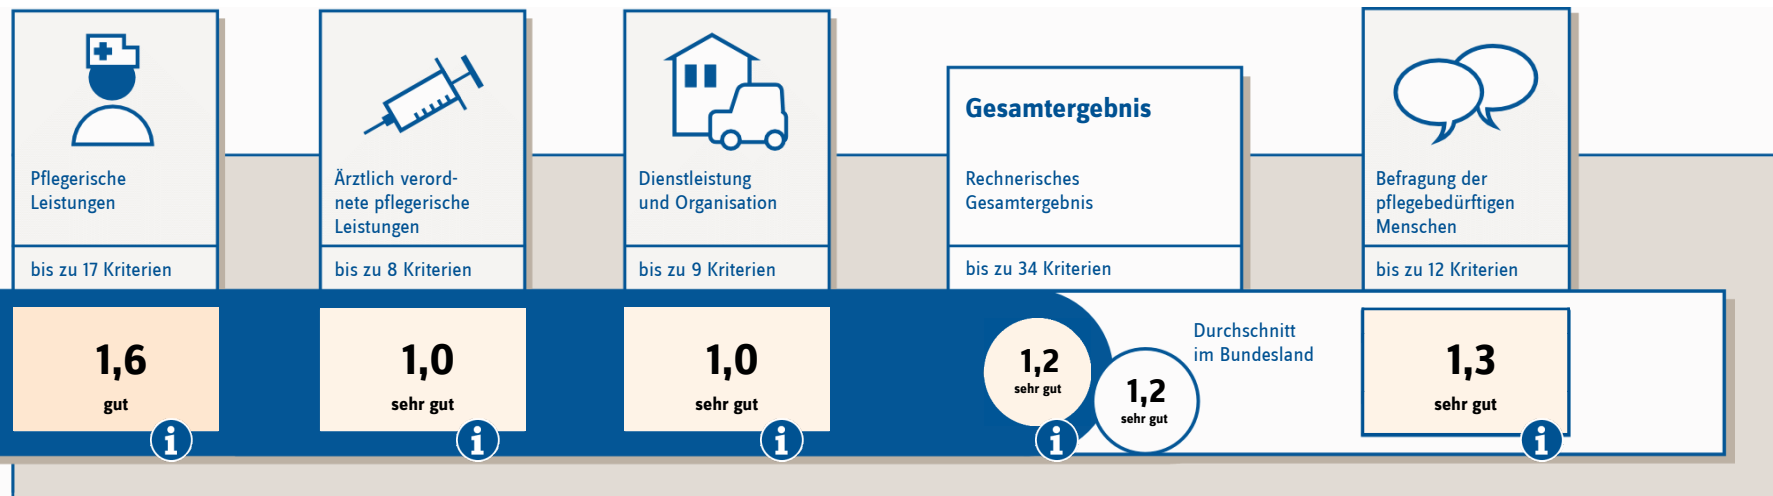 Pflegerische
Leistungen
bis zu 17 Kriterien
1,6
gut
i
Ärztlich verord-
nete pflegerische
Leistungen
bis zu 8 Kriterien
1,0
sehr gut
i
Dienstleistung
und Organisation
bis zu 9 Kriterien
1,0
sehr gut
i
Gesamtergebnis
Rechnerisches
Gesamtergebnis
bis zu 34 Kriterien
1,2
sehr gut
i
1,2
sehr gut
Durchschnitt
im Bundesland
Befragung der
pflegebedürftigen
Menschen
bis zu 12 Kriterien
1,3
sehr gut
i